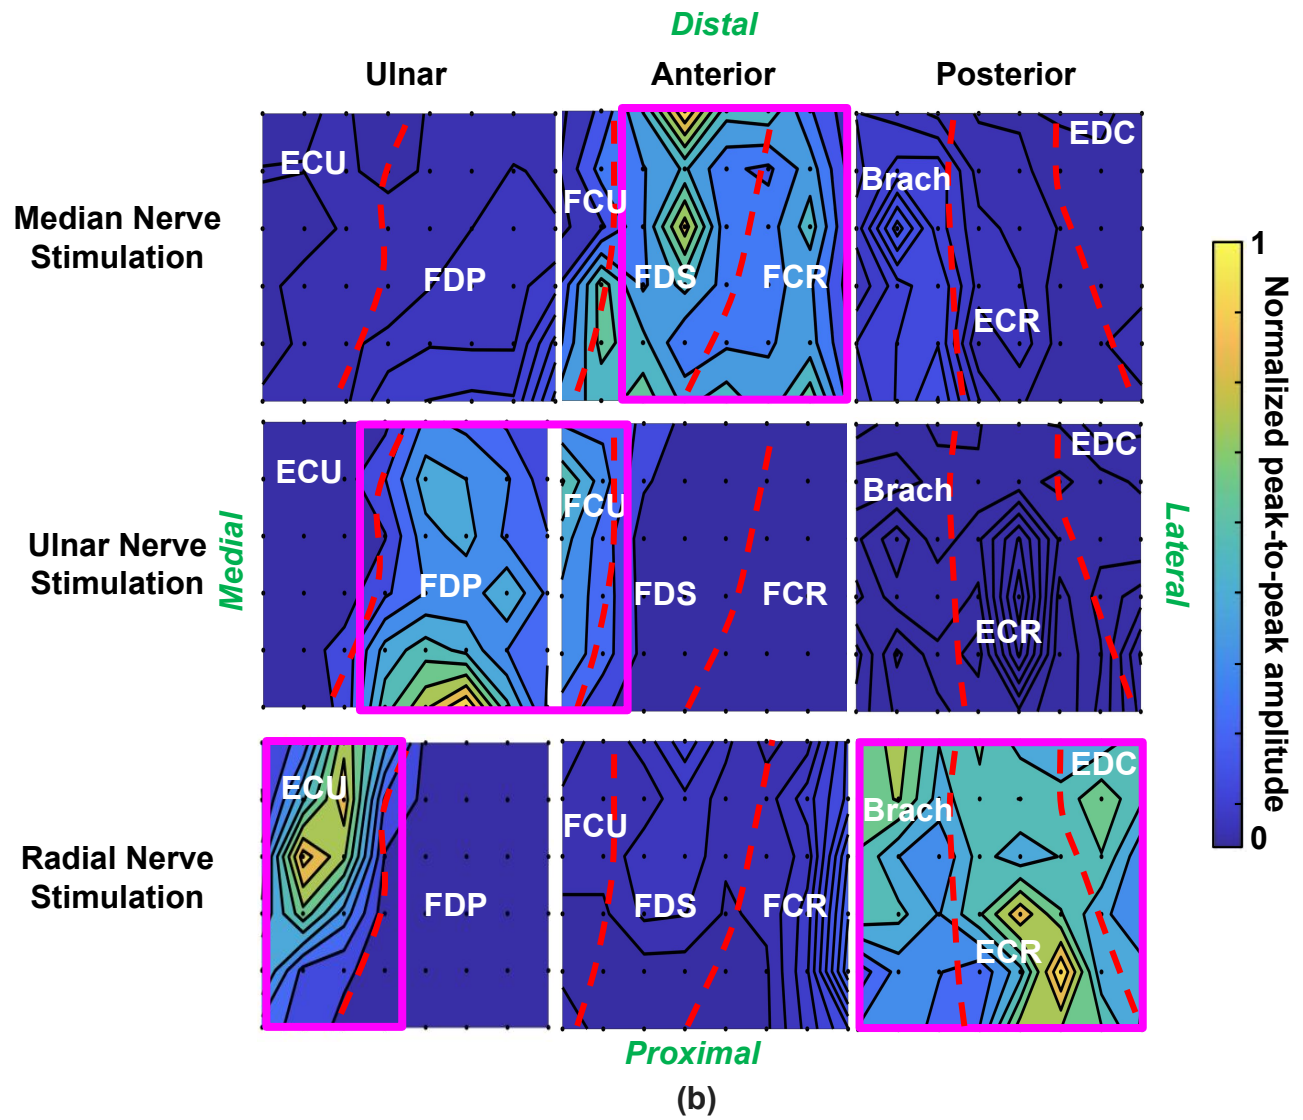 Distal
Ulnar
Anterior
Posterior
Median Nerve
Stimulation
ECU
FDP
FCU
FDS
FCR
Brach
ECR
EDC
Ulnar Nerve
Stimulation
Medial
ECU
FDP
FCU
FDS
FCR
Brach
ECR
EDC
Lateral
Radial Nerve
Stimulation
ECU
FDP
FCU
FDS
FCR
Brach
ECR
EDC
1
Normalized peak-to-peak amplitude
0
Proximal
(b)